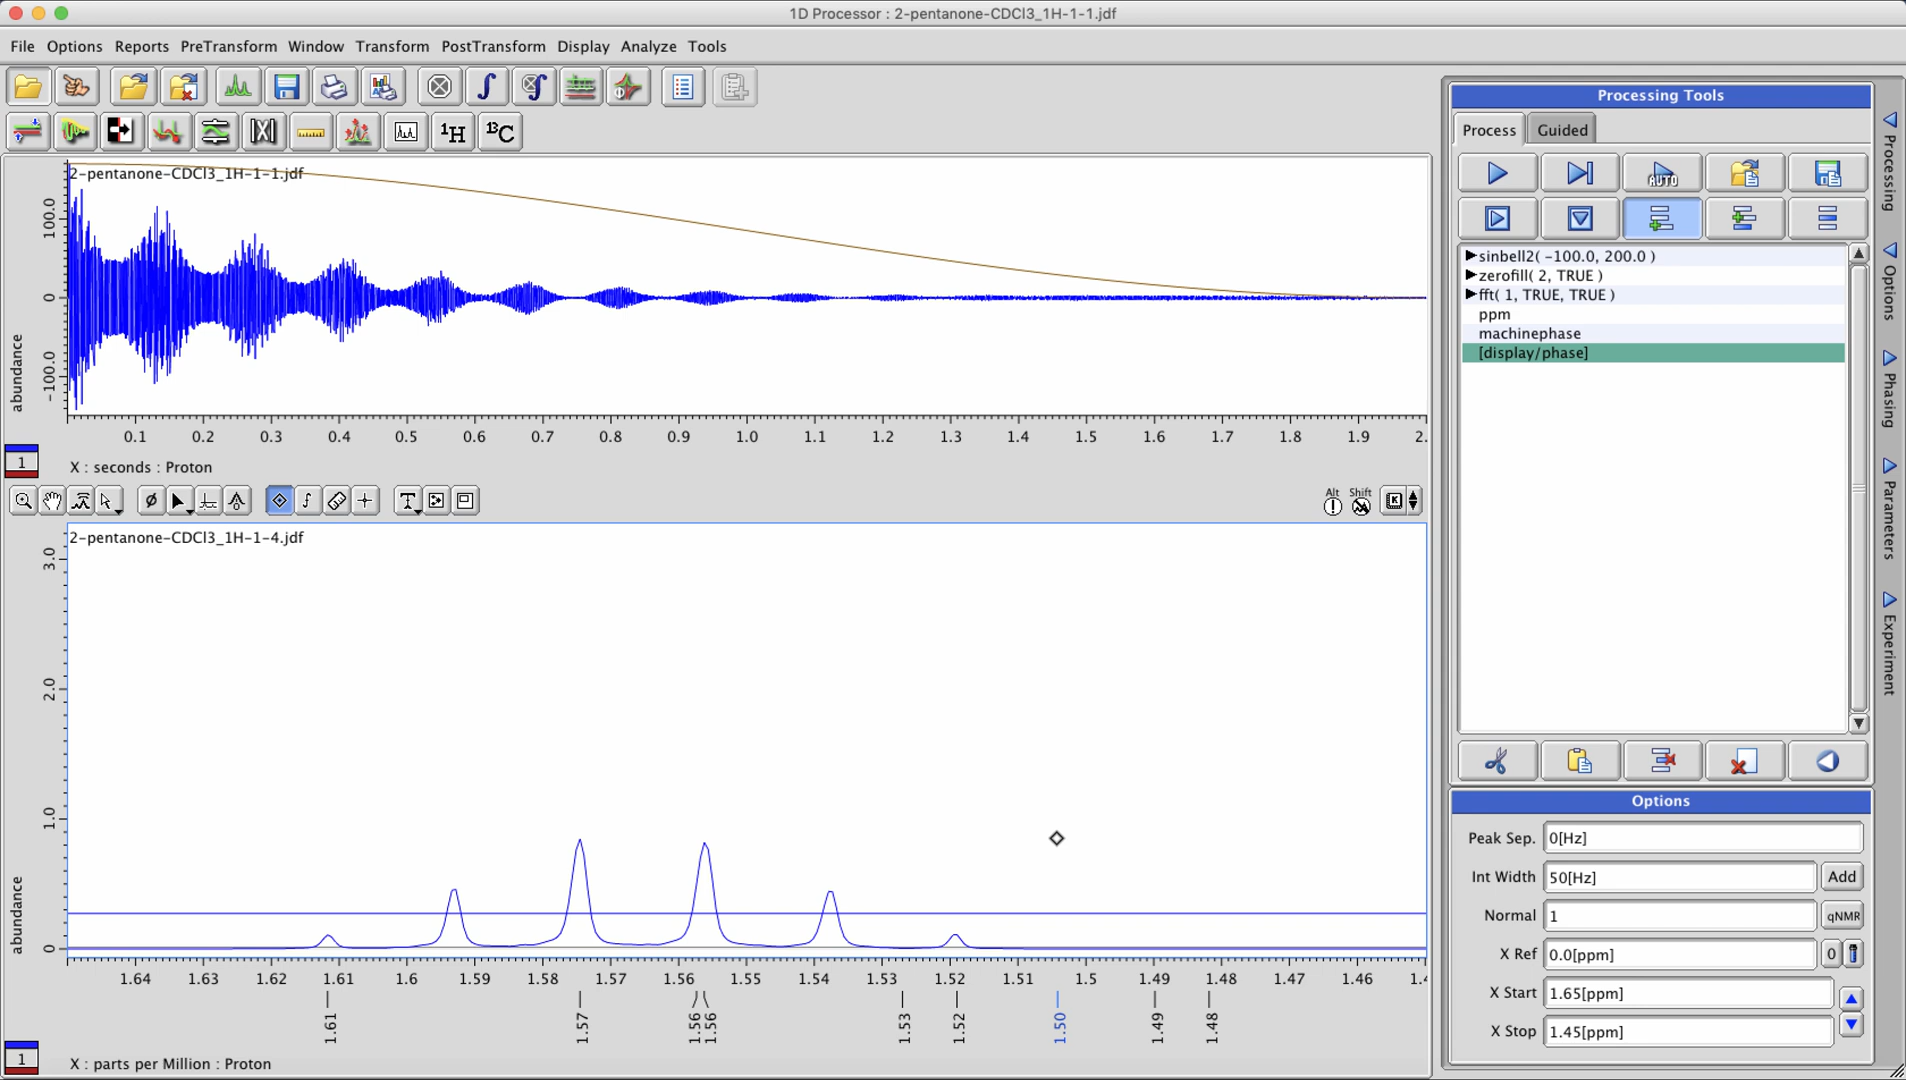 1D Processor : 2-pentanone-CDCl3_1H-1-1.jdf
File Options Reports PreTransform Window Transform PostTransform Display Analyze Tools
1H 13C
2-pentanone-CDCl3_1H-1-1.jdf
abundance
100.0
0
-100.0
0.1 0.2 0.3 0.4 0.5 0.6 0.7 0.8 0.9 1.0 1.1 1.2 1.3 1.4 1.5 1.6 1.7 1.8 1.9 2.
1
X : seconds : Proton
Alt Shift
2-pentanone-CDCl3_1H-1-4.jdf
abundance
3.0
2.0
1.0
0
1.64 1.63 1.62 1.61 1.6 1.59 1.58 1.57 1.56 1.55 1.54 1.53 1.52 1.51 1.5 1.49 1.48 1.47 1.46 1.4
1.61 1.57 1.56 1.56 1.53 1.52 1.50 1.49 1.48
1
X : parts per Million : Proton
Processing Tools
Process Guided
AUTO
sinbell2( -100.0, 200.0 )
zerofill( 2, TRUE )
fft( 1, TRUE, TRUE )
ppm
machinephase
[display/phase]
Options
Peak Sep. 0[Hz]
Int Width 50[Hz] Add
Normal 1 qNMR
X Ref 0.0[ppm] 0
X Start 1.65[ppm]
X Stop 1.45[ppm]
Processing
Options
Phasing
Parameters
Experiment